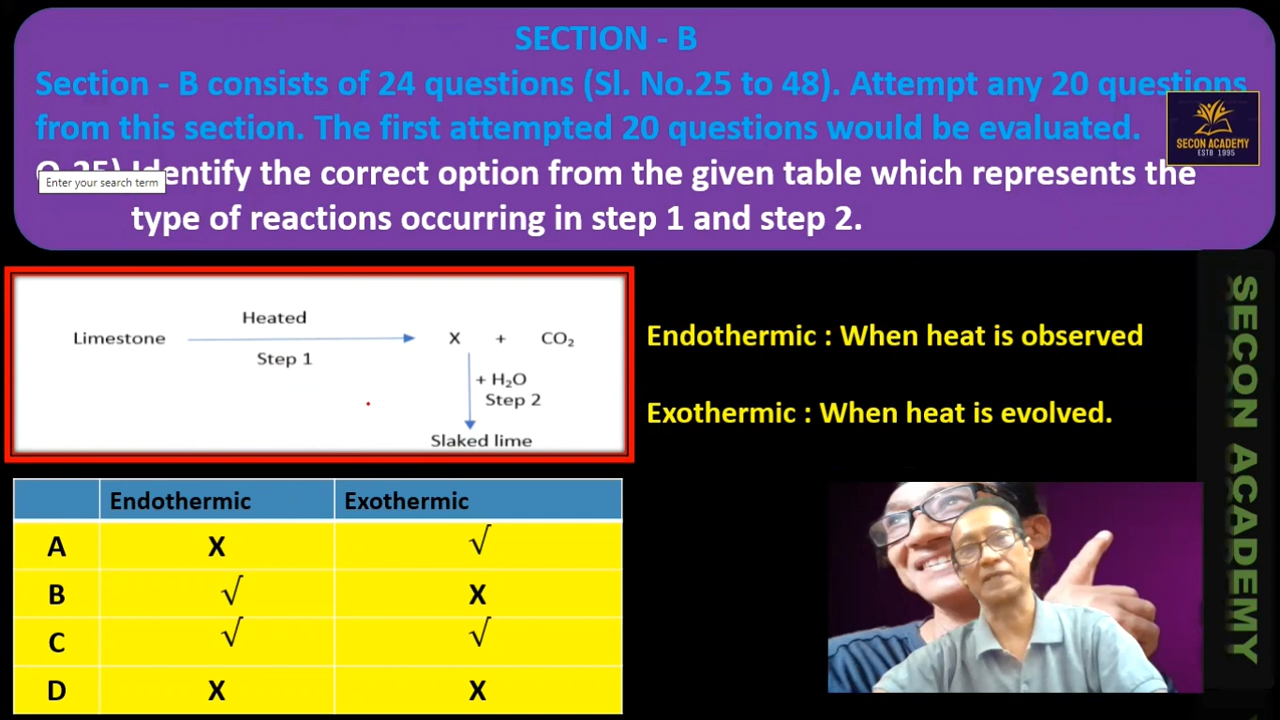 SECTION - B
Section - B consists of 24 questions (Sl. No.25 to 48). Attempt any 20 questions
from this section. The first attempted 20 questions would be evaluated.
SECON ACADEMY
ESTB 1995
Identify the correct option from the given table which represents the
Enter your search term
type of reactions occurring in step 1 and step 2.
Limestone
Heated
Step 1
X + CO₂
+ H₂O
Step 2
Slaked lime
Endothermic : When heat is observed
Exothermic : When heat is evolved.
Endothermic Exothermic
A X √
B √ X
C √ √
D X X
SECON ACADEMY